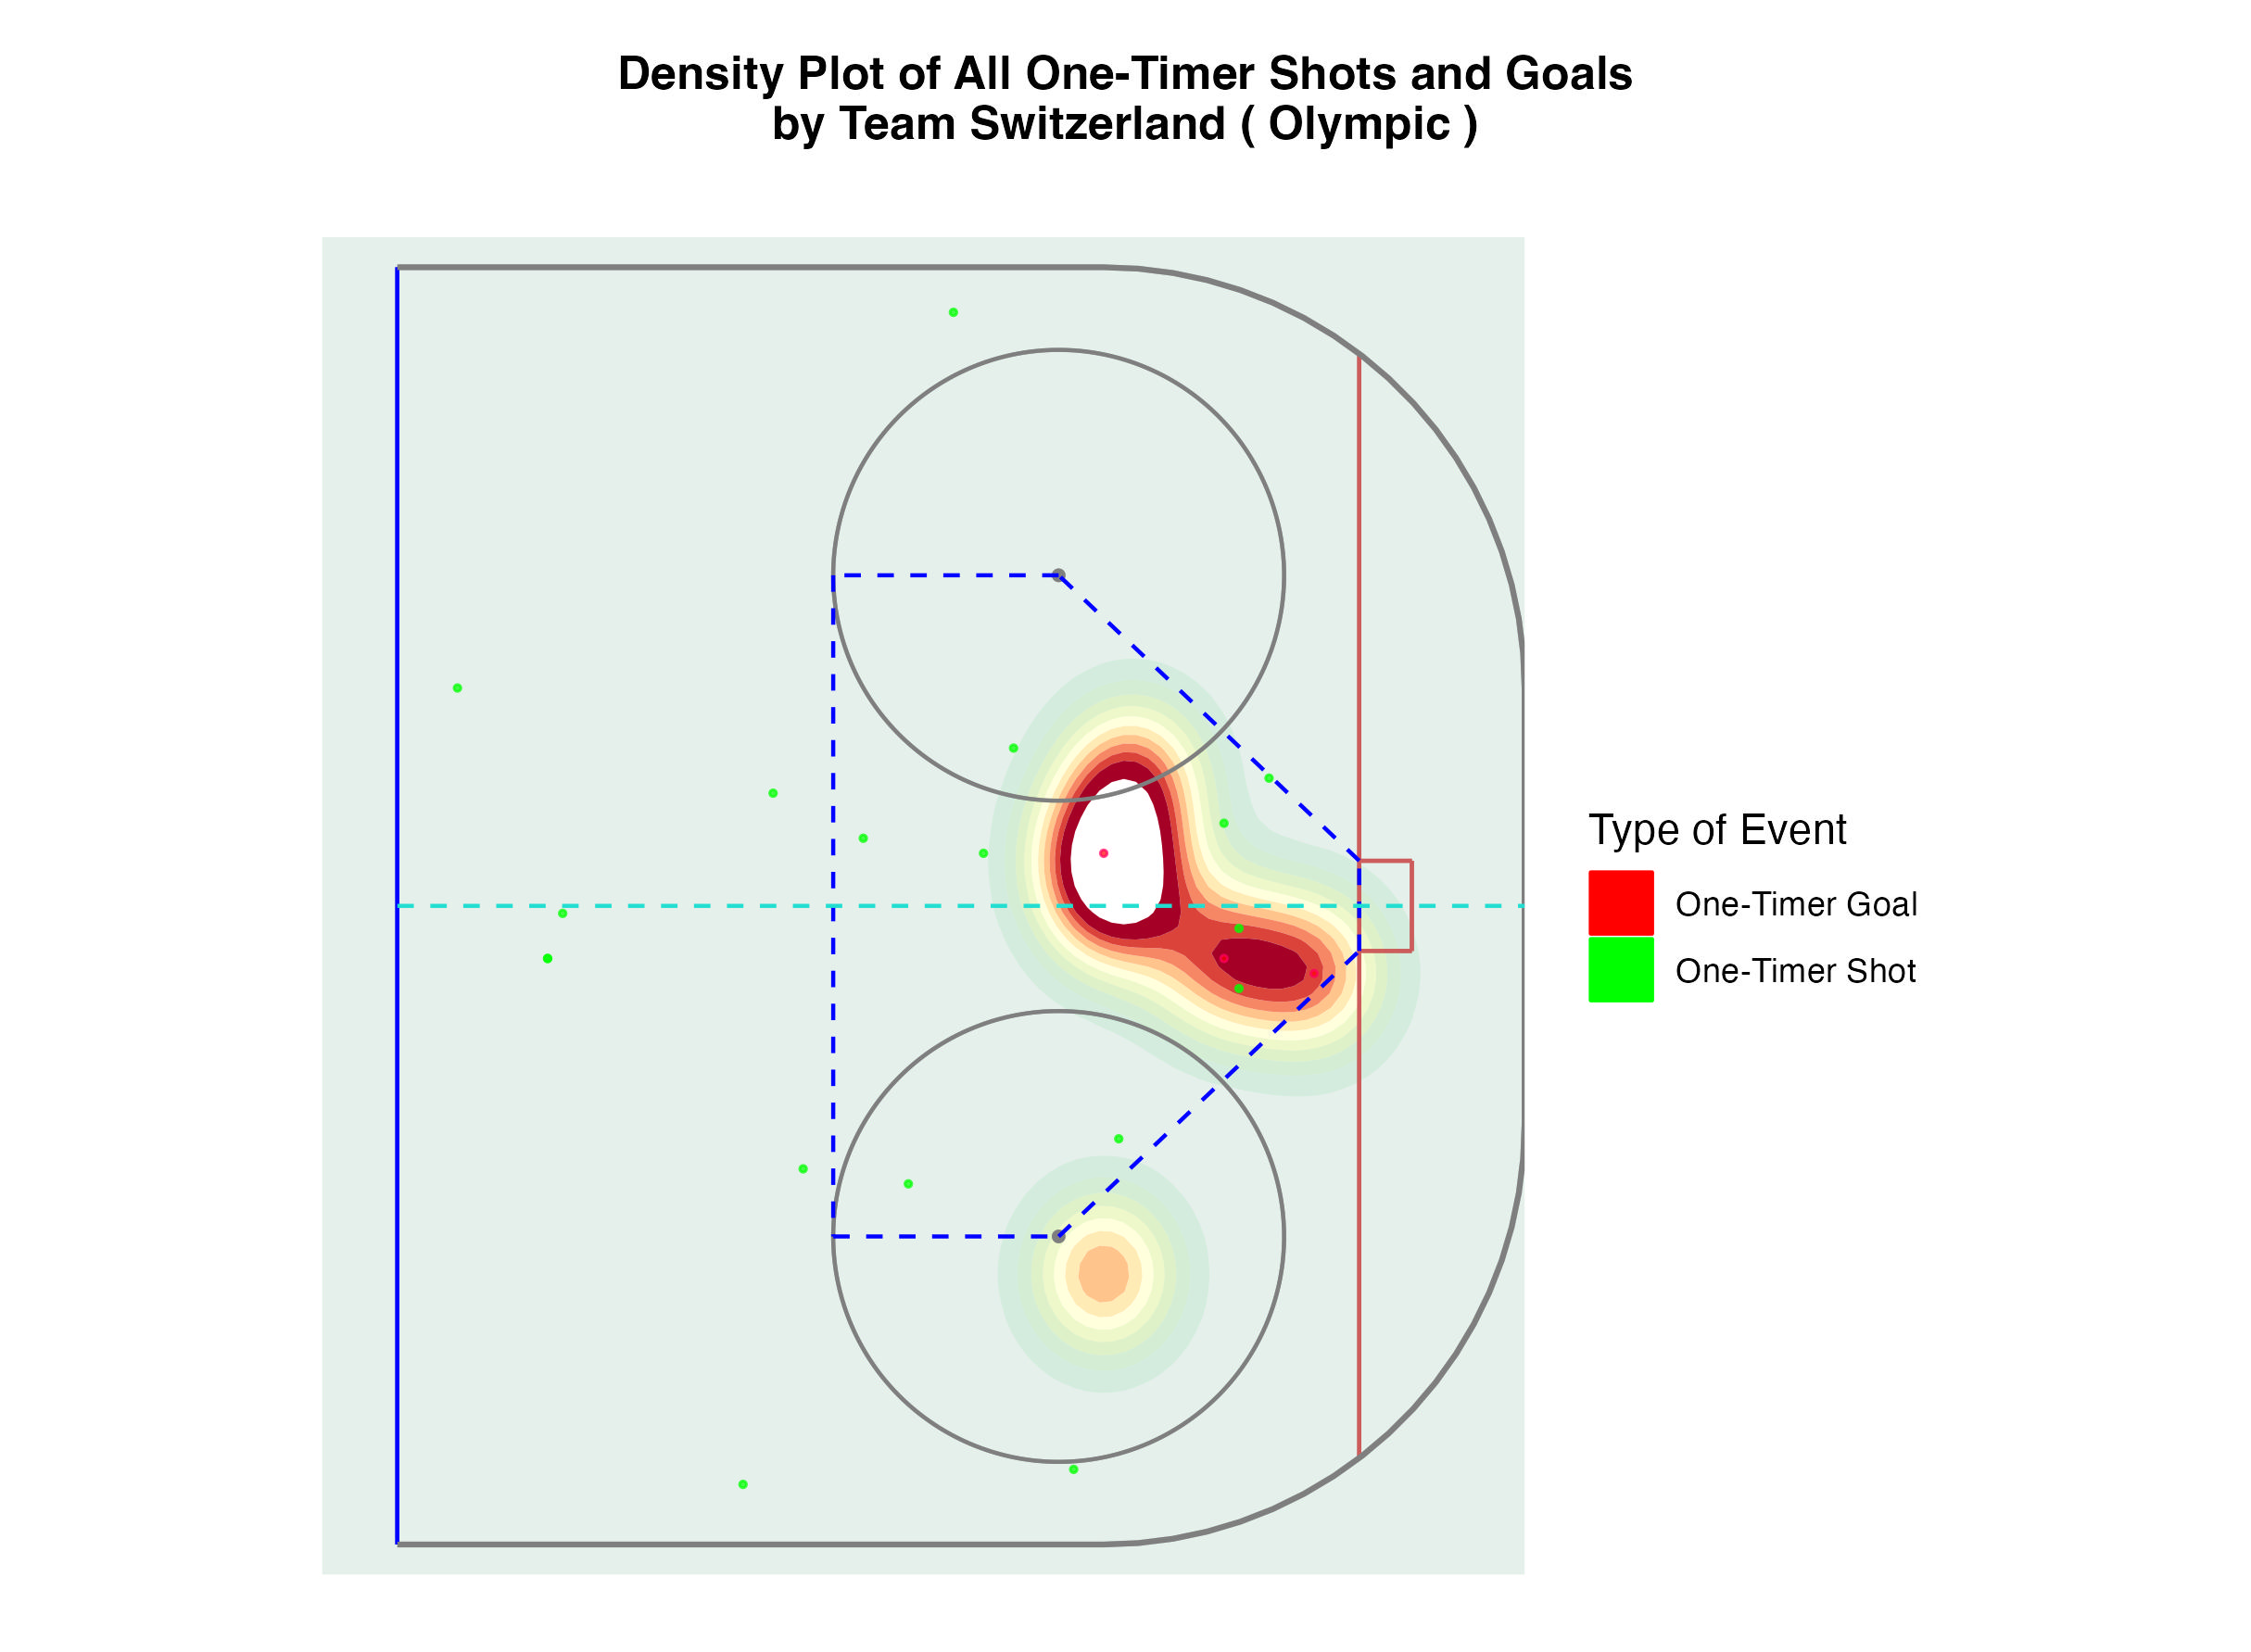 Density Plot of All One-Timer Shots and Goals
by Team Switzerland ( Olympic )
Type of Event
One-Timer Goal
One-Timer Shot